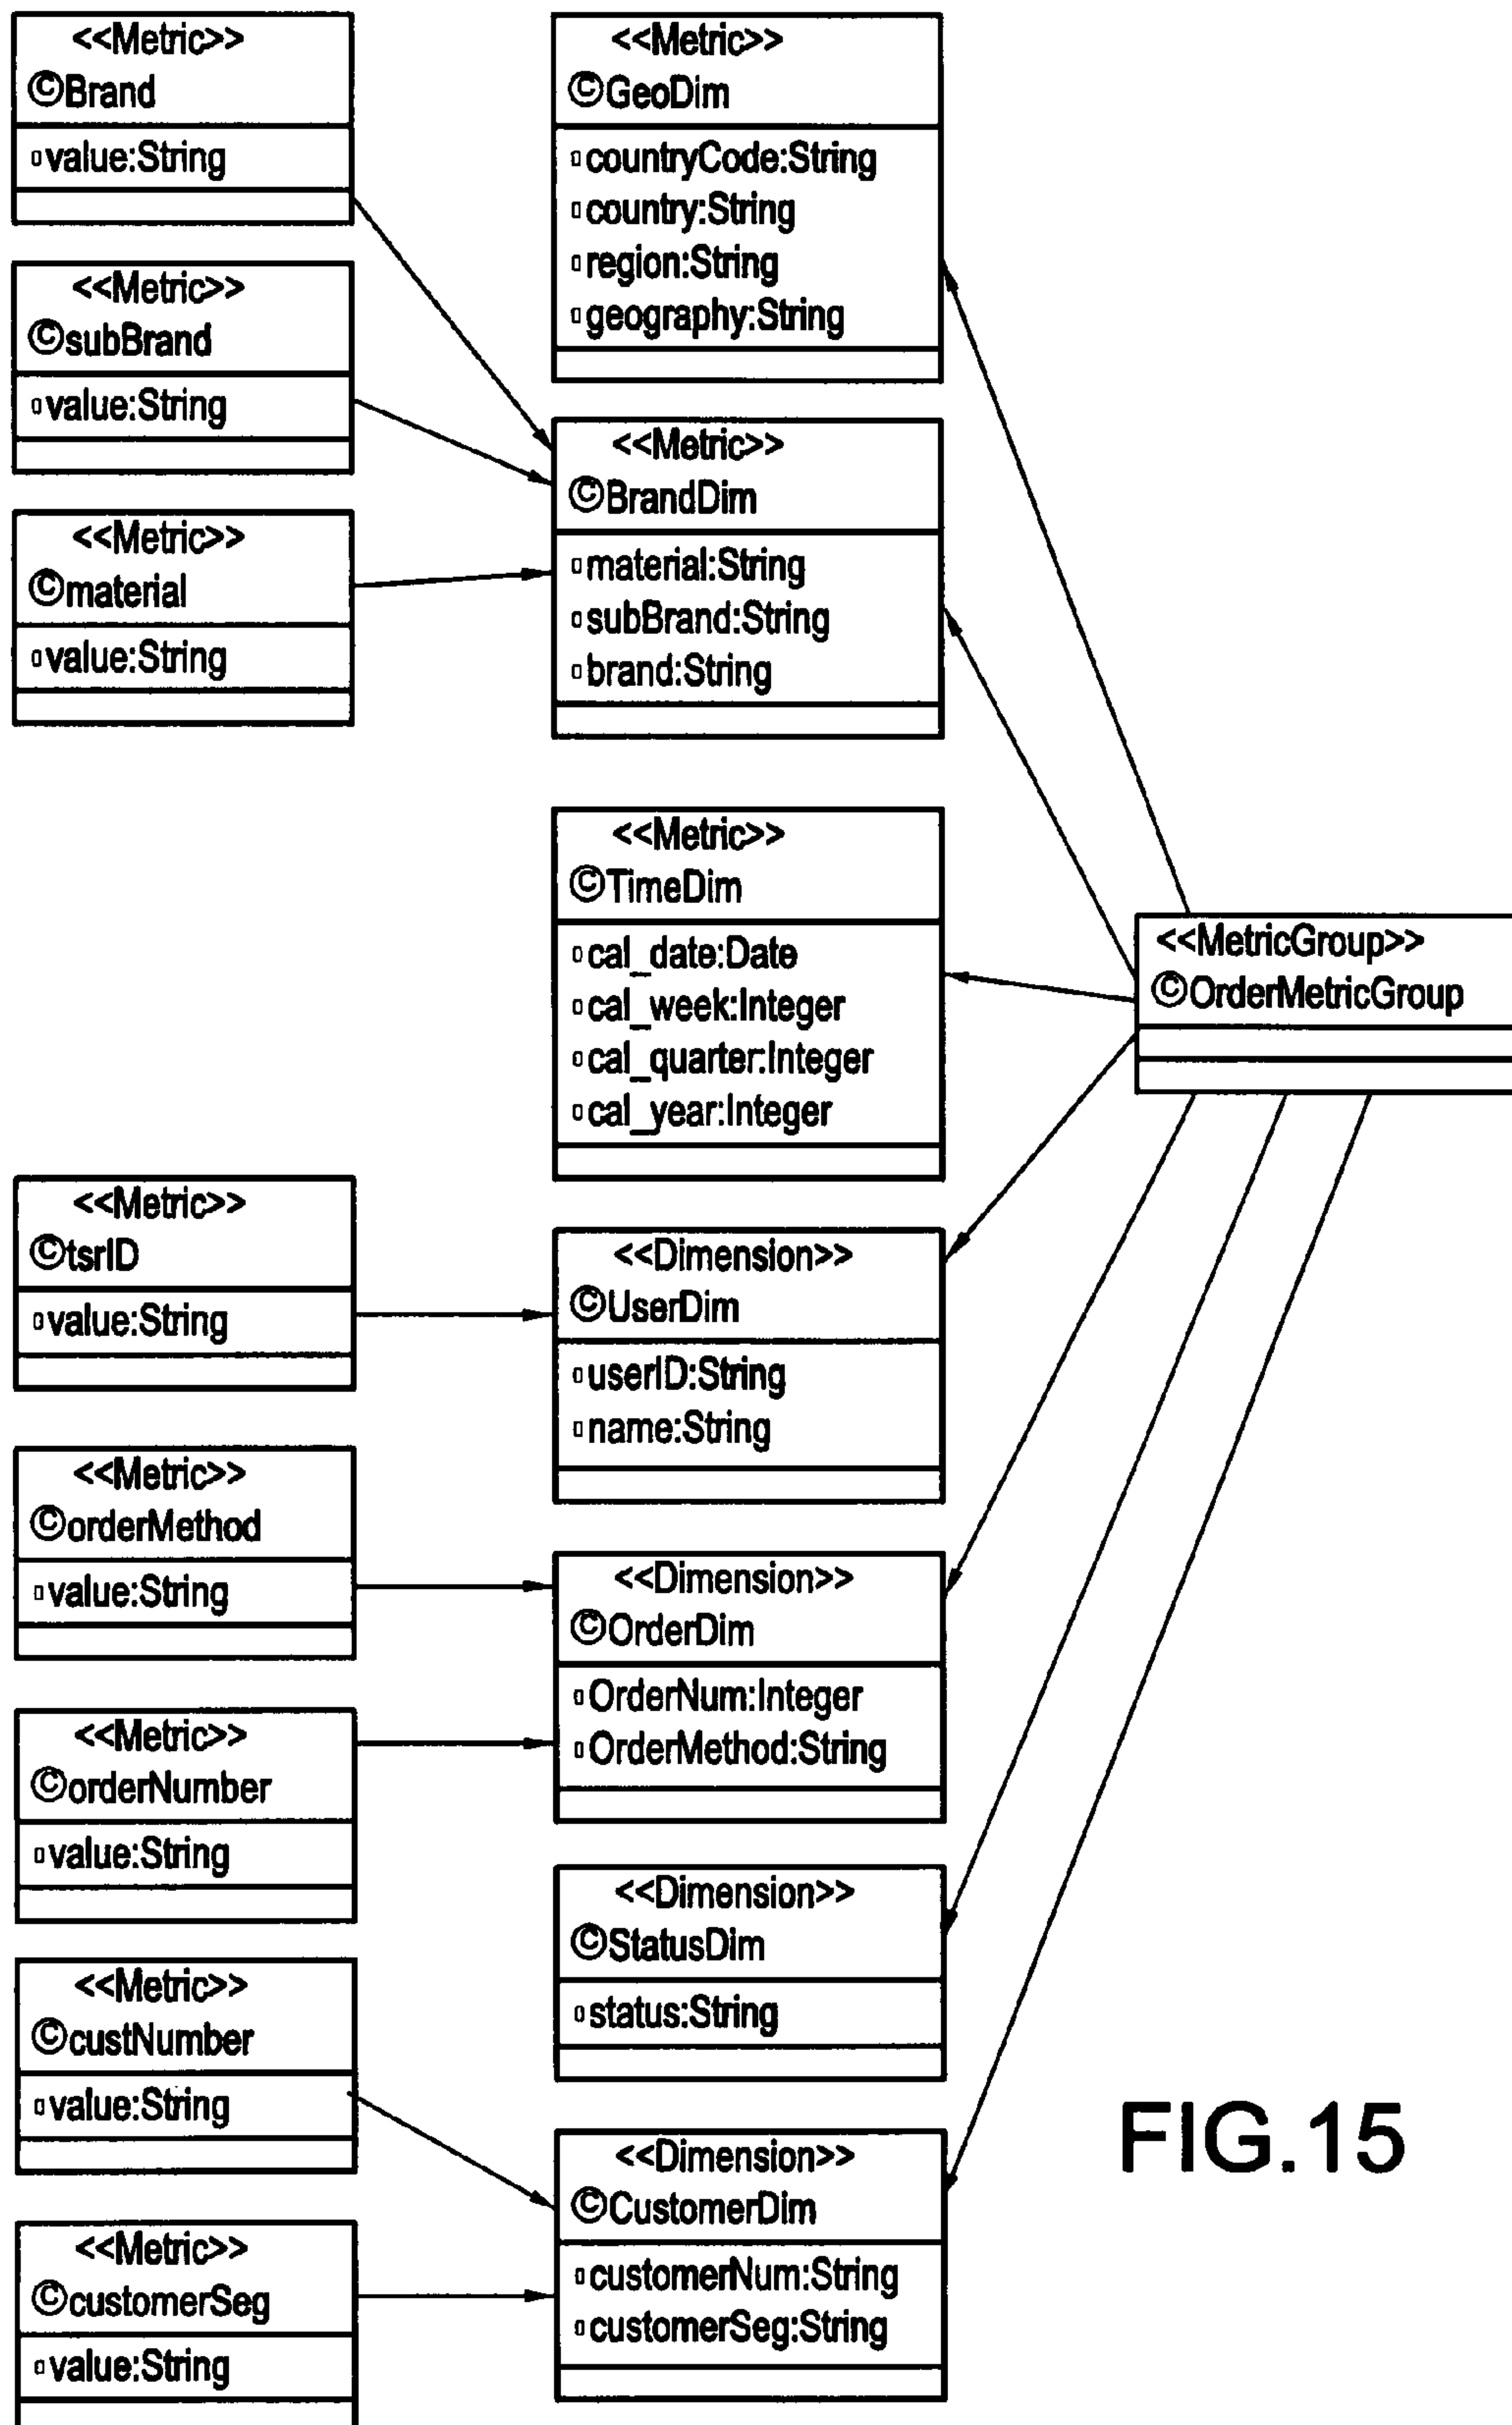 <<Metric>>
©Brand
value:String
<<Metric>>
©subBrand
value:String
<<Metric>>
©material
value:String
<<Metric>>
©tsrID
value:String
<<Metric>>
©orderMethod
value:String
<<Metric>>
©orderNumber
value:String
<<Metric>>
©custNumber
value:String
<<Metric>>
©customerSeg
value:String
<<Metric>>
©GeoDim
countryCode:String
country:String
region:String
geography:String
<<Metric>>
©BrandDim
material:String
subBrand:String
brand:String
<<Metric>>
©TimeDim
cal_date:Date
cal_week:Integer
cal_quarter:Integer
cal_year:Integer
<<Dimension>>
©UserDim
userID:String
name:String
<<Dimension>>
©OrderDim
OrderNum:Integer
OrderMethod:String
<<Dimension>>
©StatusDim
status:String
<<Dimension>>
©CustomerDim
customerNum:String
customerSeg:String
<<MetricGroup>>
©OrderMetricGroup
FIG.15